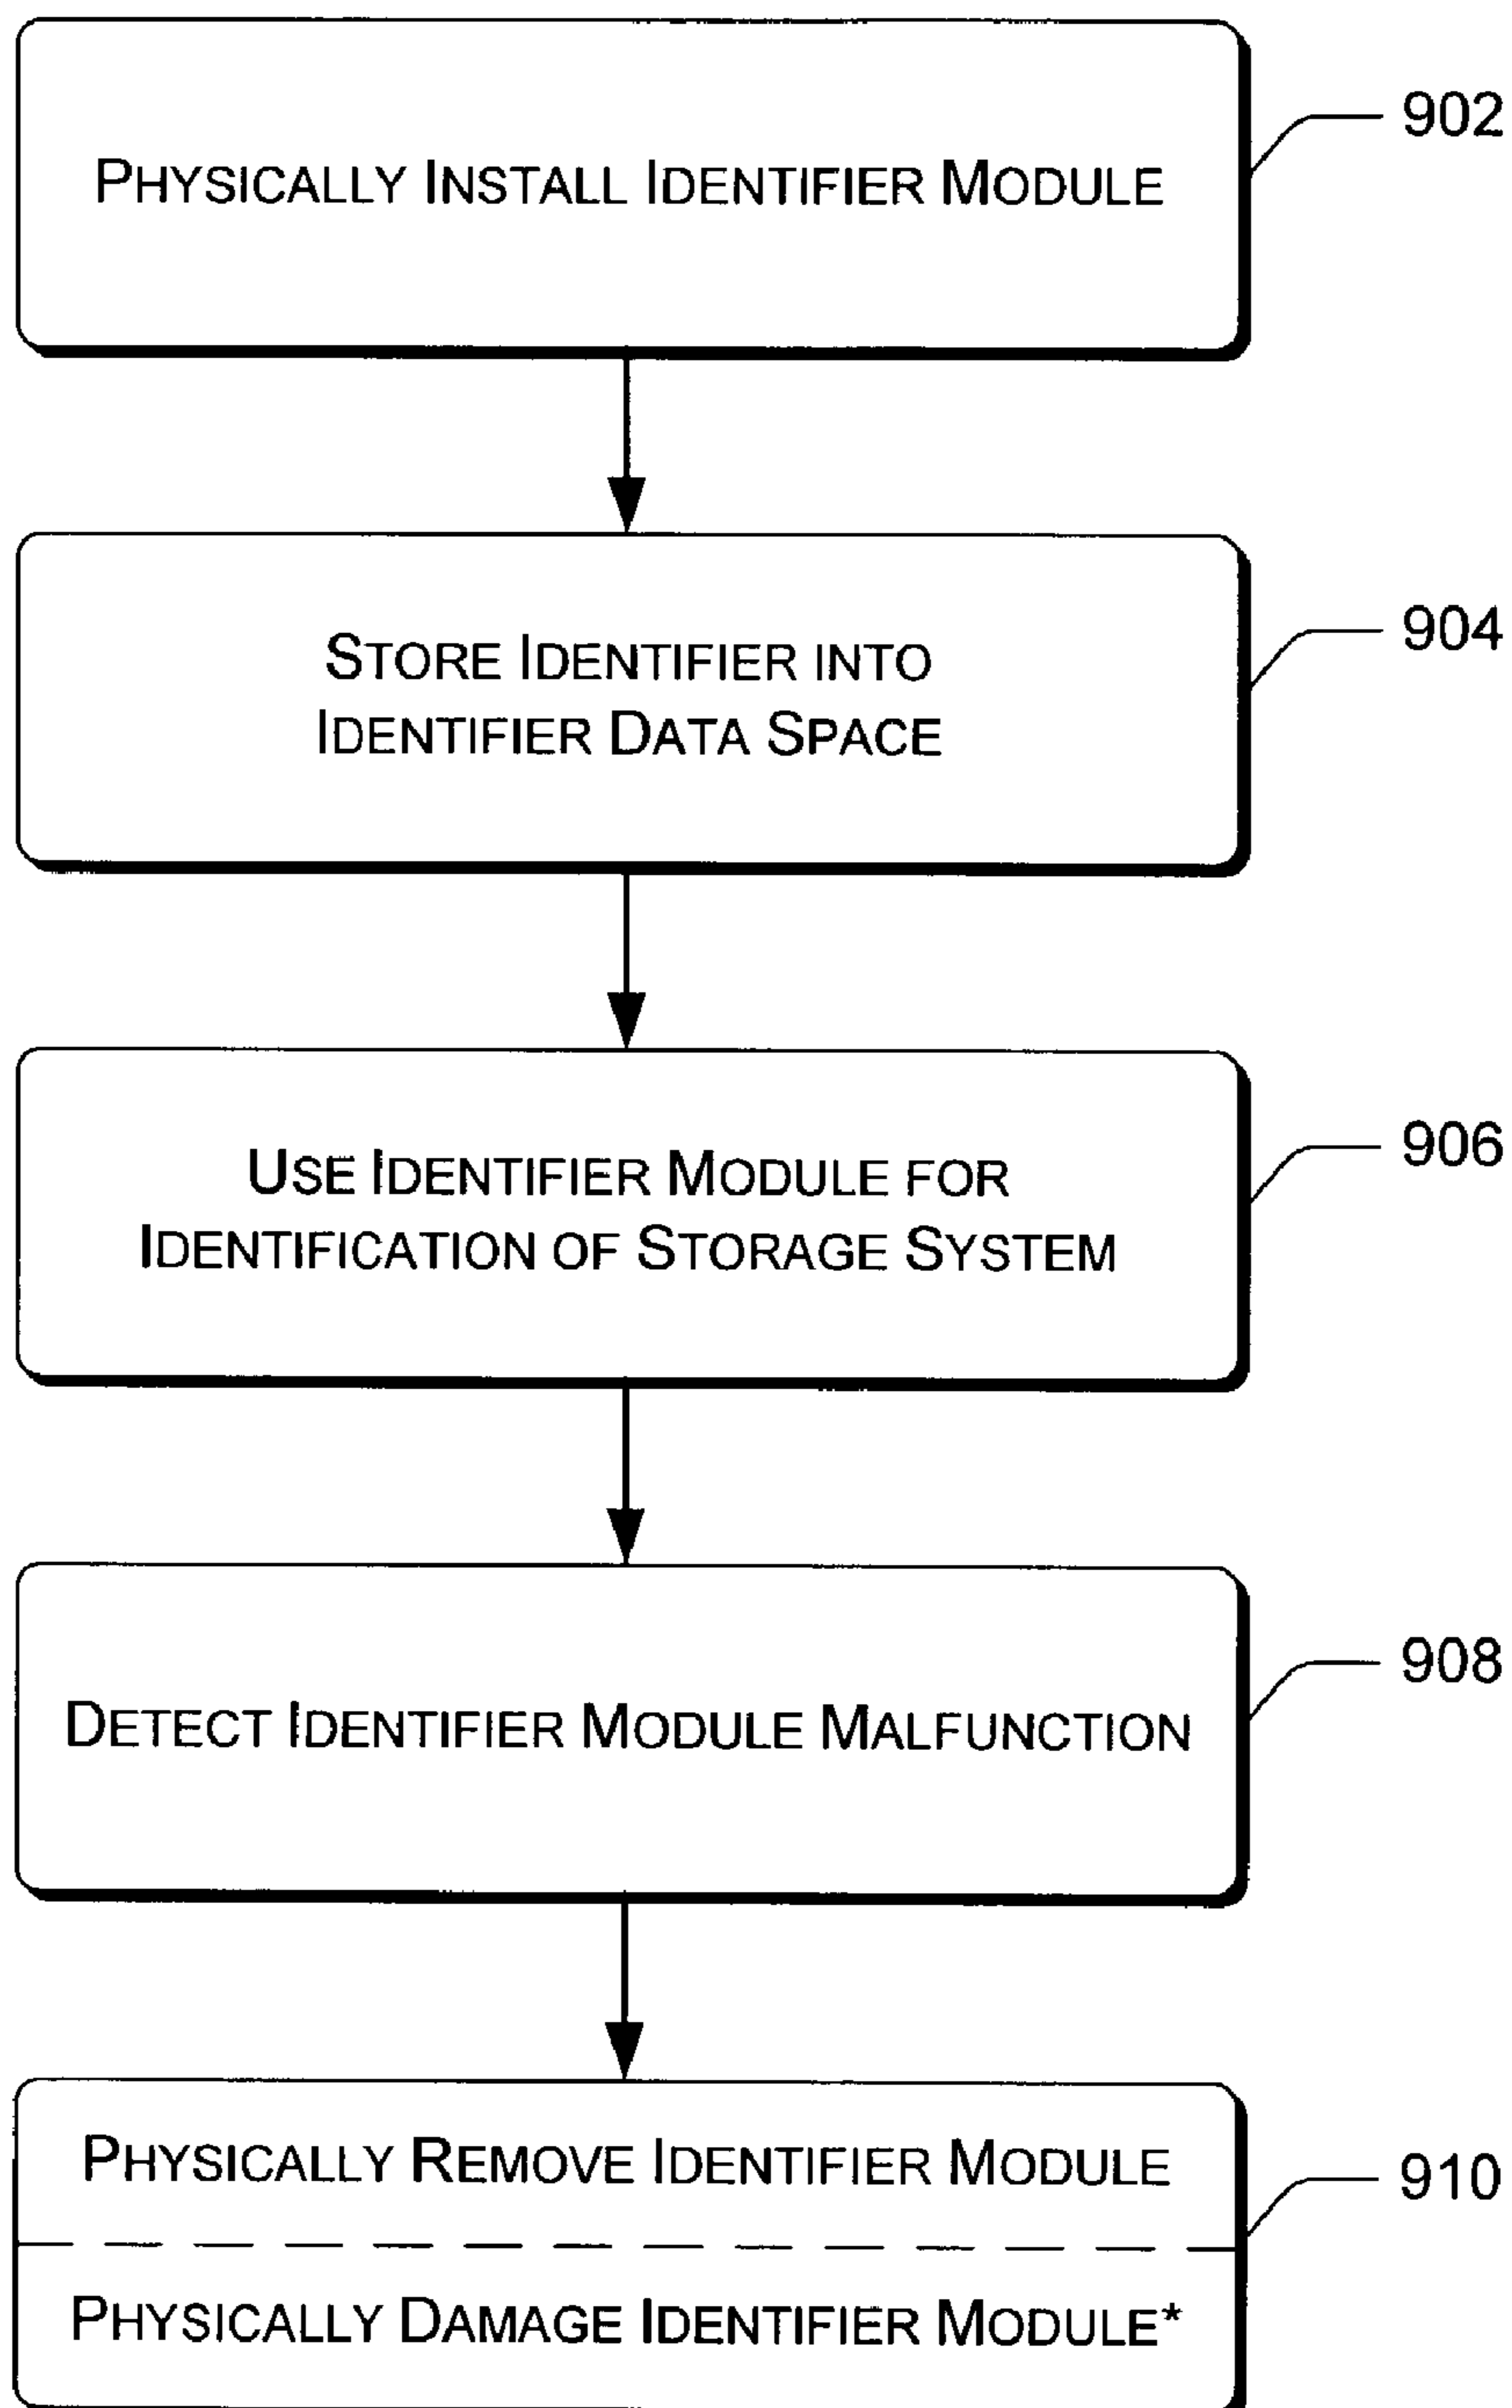 PHYSICALLY INSTALL IDENTIFIER MODULE
902
STORE IDENTIFIER INTO
IDENTIFIER DATA SPACE
904
USE IDENTIFIER MODULE FOR
IDENTIFICATION OF STORAGE SYSTEM
906
DETECT IDENTIFIER MODULE MALFUNCTION
908
PHYSICALLY REMOVE IDENTIFIER MODULE
910
PHYSICALLY DAMAGE IDENTIFIER MODULE*